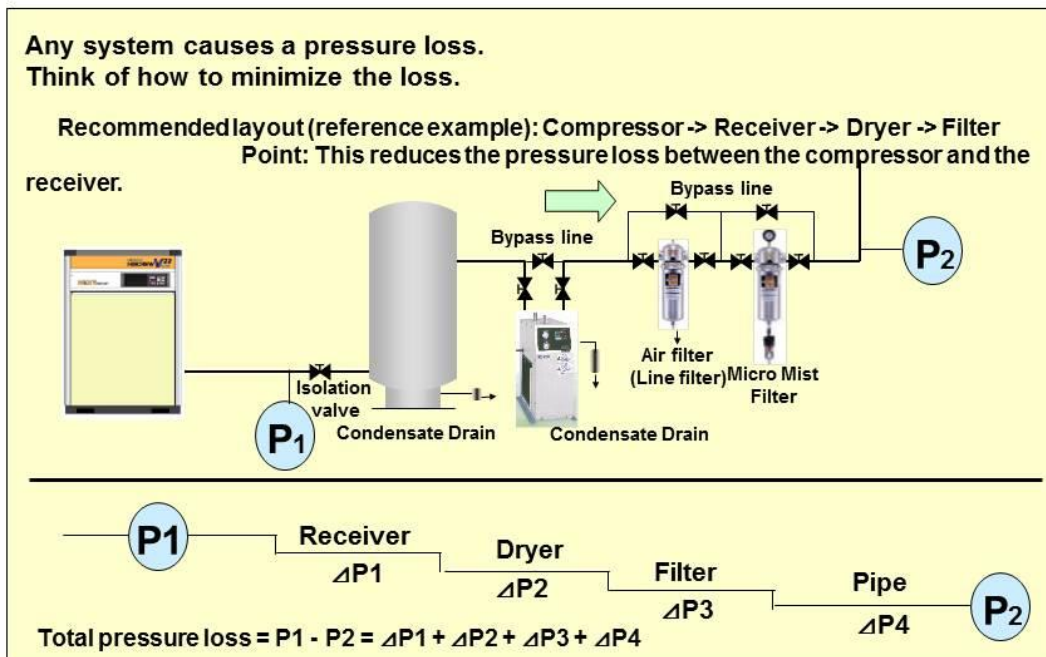 Any system causes a pressure loss.
Think of how to minimize the loss.
Recommended layout (reference example): Compressor -> Receiver -> Dryer -> Filter
Point: This reduces the pressure loss between the compressor and the
receiver.
Bypass line
Bypass line
P2
Isolation
valve
P1
Condensate Drain
Condensate Drain
Air filter
(Line filter)
Micro Mist
Filter
P1
Receiver
⊿P1
Dryer
⊿P2
Filter
⊿P3
Pipe
⊿P4
P2
Total pressure loss = P1 - P2 = ⊿P1 + ⊿P2 + ⊿P3 + ⊿P4